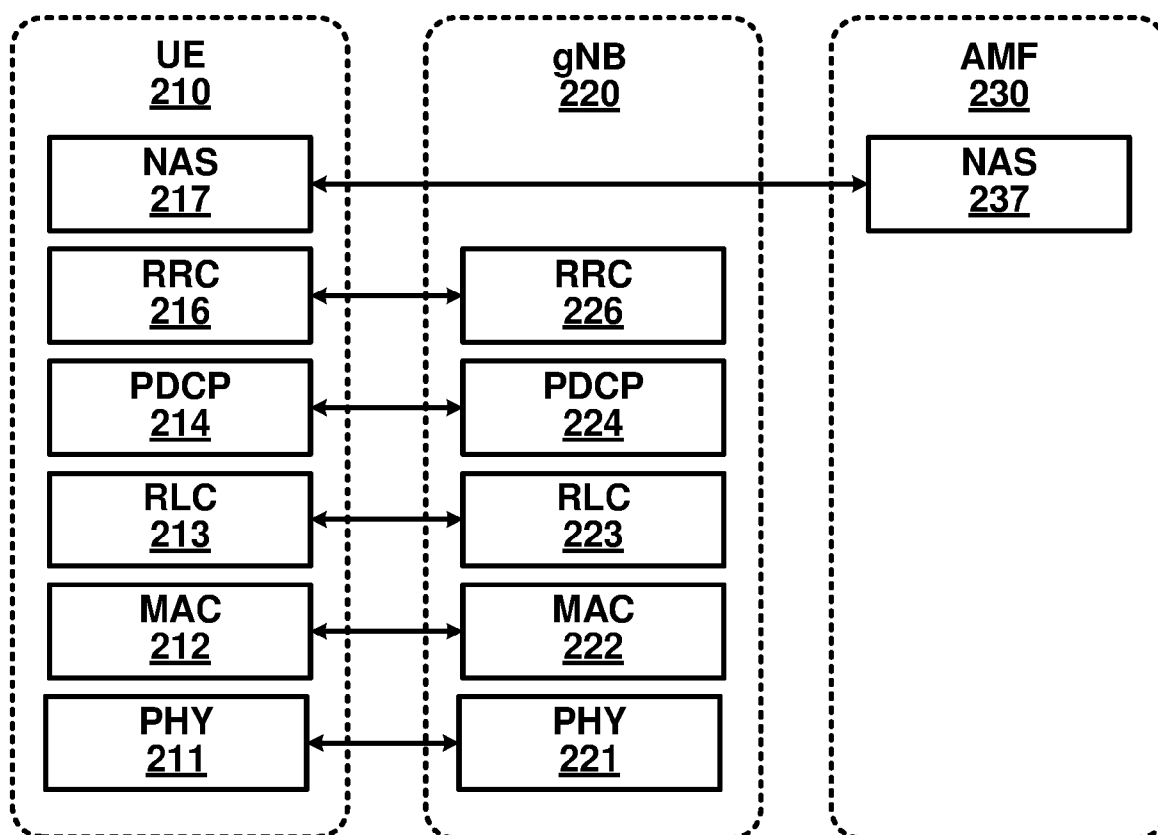 UE
210
gNB
220
AMF
230
NAS
217
NAS
237
RRC
216
RRC
226
PDCP
214
PDCP
224
RLC
213
RLC
223
MAC
212
MAC
222
PHY
211
PHY
221